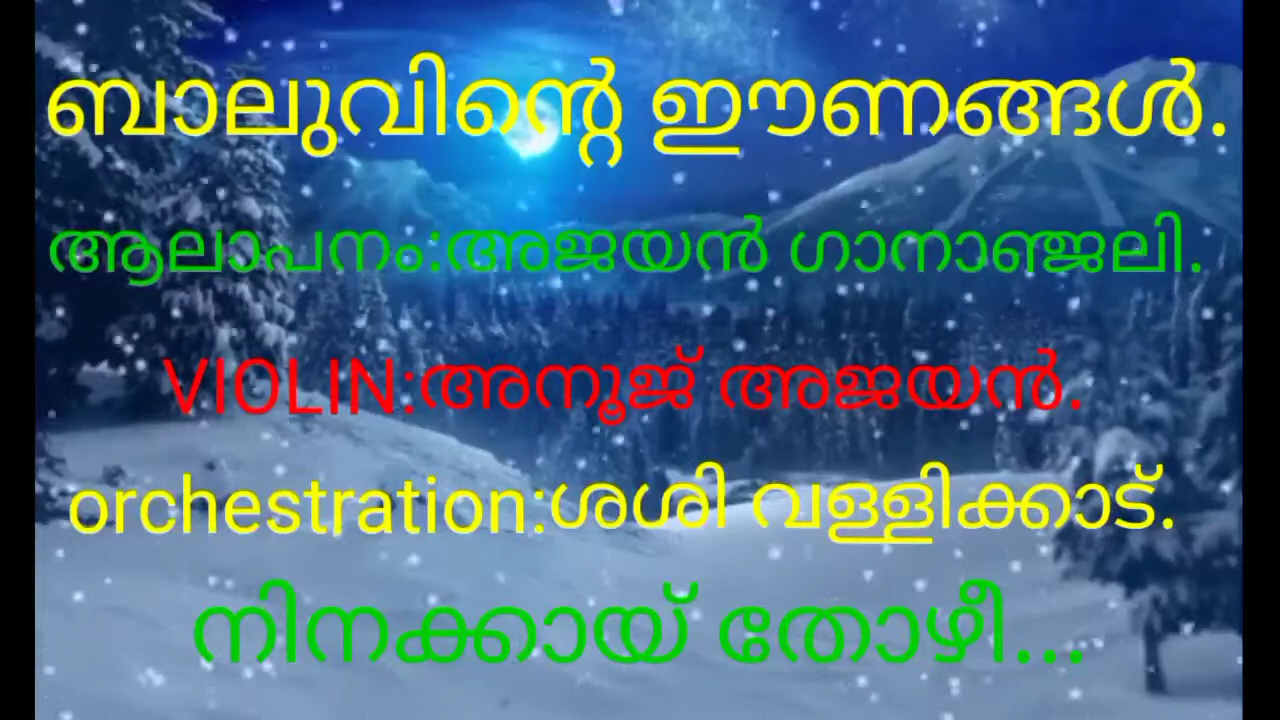 ബാലുവിന്റെ ഈണങ്ങൾ.
ആലാപനം:അജയൻ ഗാനാഞ്ജലി.
VIOLIN:അനൂജ് അജയൻ.
orchestration:ശശി വള്ളിക്കാട്.
നിനക്കായ് തോഴീ...